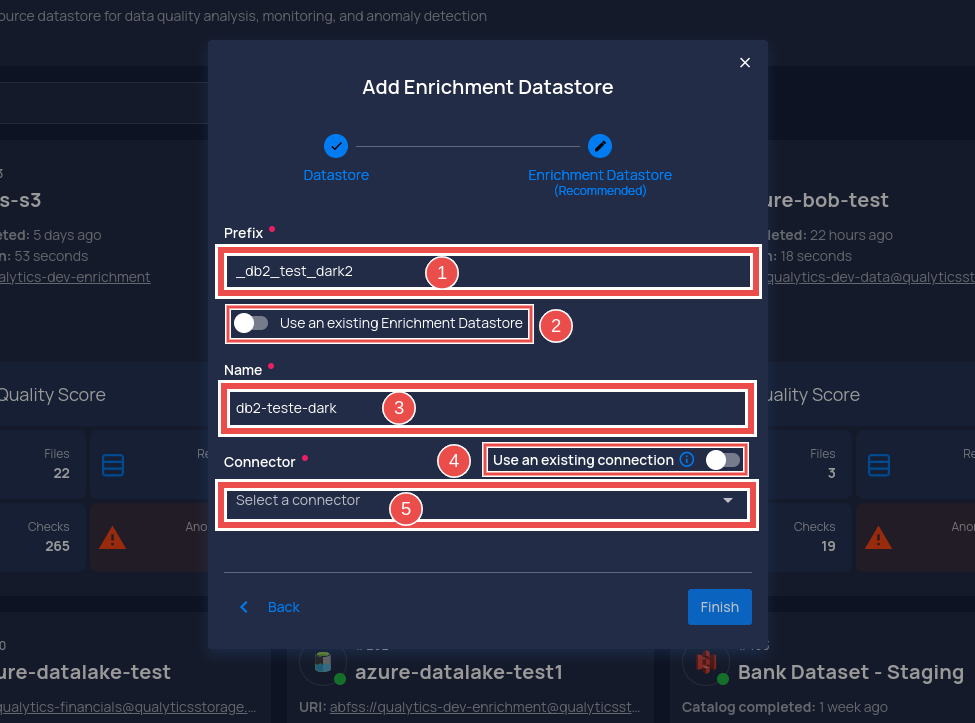 ource datastore for data quality analysis, monitoring, and anomaly detection
Add Enrichment Datastore
Datastore
Enrichment Datastore
(Recommended)
s-s3
ure-bob-test
Prefix
eted: 5 days ago
leted: 22 hours ago
n: 53 seconds
n: 18 seconds
_db2_test_dark2
1
alytics-dev-enrichment
qualytics-dev-data@qualyticsst
Use an existing Enrichment Datastore
2
Name
Quality Score
uality Score
db2-teste-dark
3
Files
22
Re
Connector
4
Use an existing connection
Files
3
Re
Select a connector
5
Checks
265
Ano
Checks
19
Anon
Back
Finish
ure-datalake-test
azure-datalake-test1
Bank Dataset - Staging
qualytics-financials@qualyticsstorage....
URI: abfss://qualytics-dev-enrichment@qualyticsst...
Catalog completed: 1 week ago